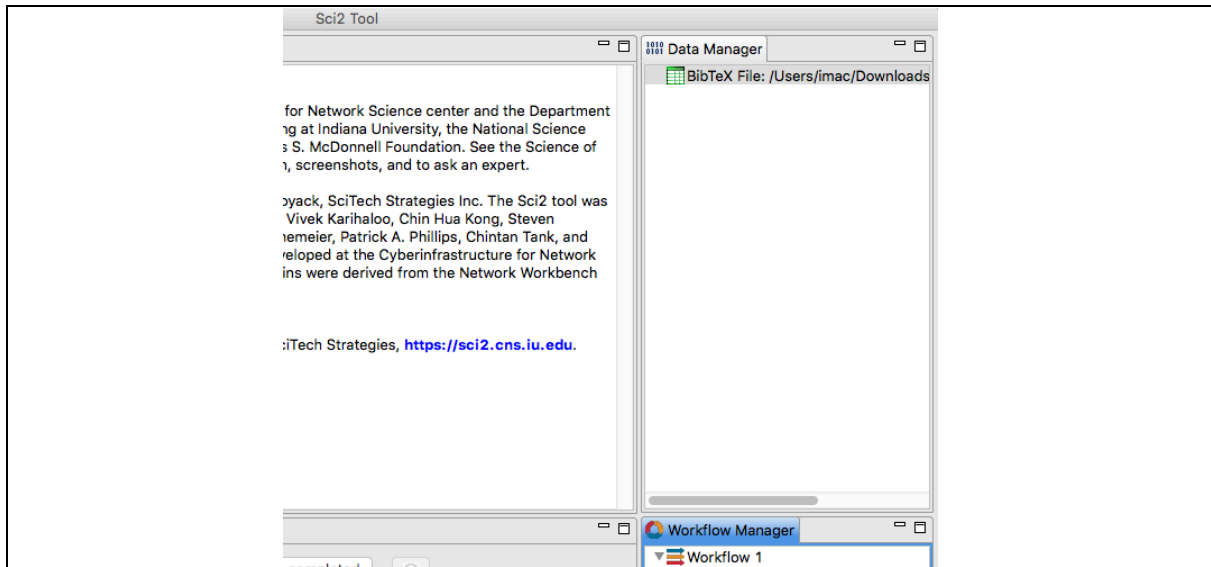 Sci2 Tool
Data Manager
BibTeX File: /Users/imac/Downloads
for Network Science center and the Department
ng at Indiana University, the National Science
s S. McDonnell Foundation. See the Science of
n, screenshots, and to ask an expert.
oyack, SciTech Strategies Inc. The Sci2 tool was
Vivek Karihaloo, Chin Hua Kong, Steven
nemeier, Patrick A. Phillips, Chintan Tank, and
veloped at the Cyberinfrastructure for Network
ins were derived from the Network Workbench
ciTech Strategies, https://sci2.cns.iu.edu.
Workflow Manager
Workflow 1